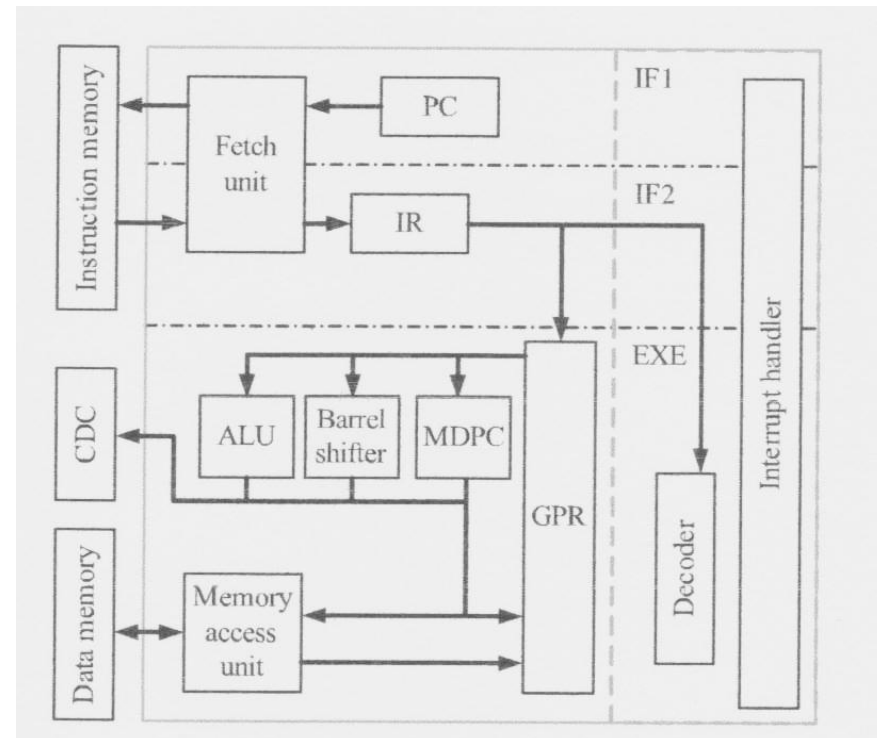 IF1
PC
Fetch
unit
Instruction memory
IF2
IR
EXE
Interrupt handler
CDC
ALU
Barrel
shifter
MDPC
GPR
Decoder
Data memory
Memory
access
unit